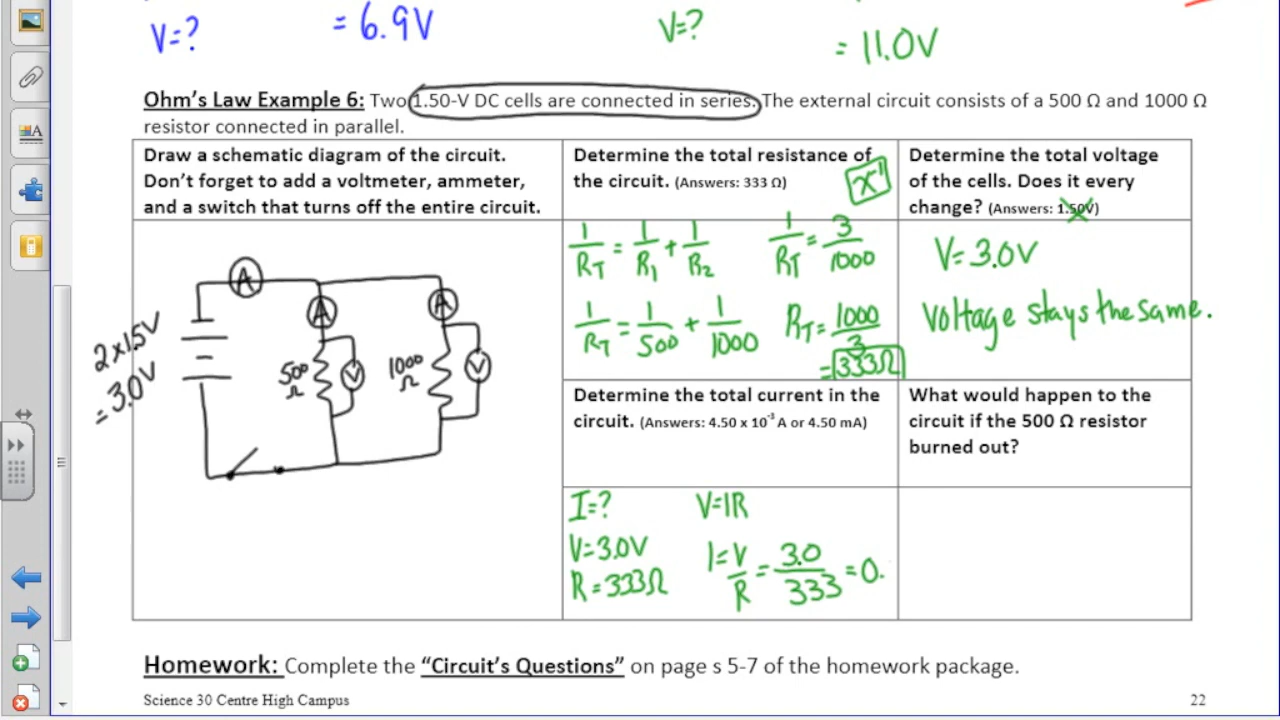 V=?
= 6.9V
V=?
= 11.0V
Ohm's Law Example 6: Two 1.50-V DC cells are connected in series. The external circuit consists of a 500 Ω and 1000 Ω
resistor connected in parallel.
Draw a schematic diagram of the circuit.
Don't forget to add a voltmeter, ammeter,
and a switch that turns off the entire circuit.
Determine the total resistance of
the circuit. (Answers: 333 Ω)
x⁻¹
Determine the total voltage
of the cells. Does it every
change? (Answers: 1.50V)
2x1.5V
= 3.0V
A
A
A
500
Ω
V
1000
Ω
V
1/RT = 1/R1 + 1/R2
1/RT = 3/1000
1/RT = 1/500 + 1/1000
RT = 1000/3
= 333Ω
V= 3.0V
Voltage stays the same.
Determine the total current in the
circuit. (Answers: 4.50 x 10⁻³ A or 4.50 mA)
What would happen to the
circuit if the 500 Ω resistor
burned out?
I=?
V=IR
V=3.0V
R=333Ω
I=V/R = 3.0/333 = 0.
Homework: Complete the "Circuit's Questions" on page s 5-7 of the homework package.
Science 30 Centre High Campus
22